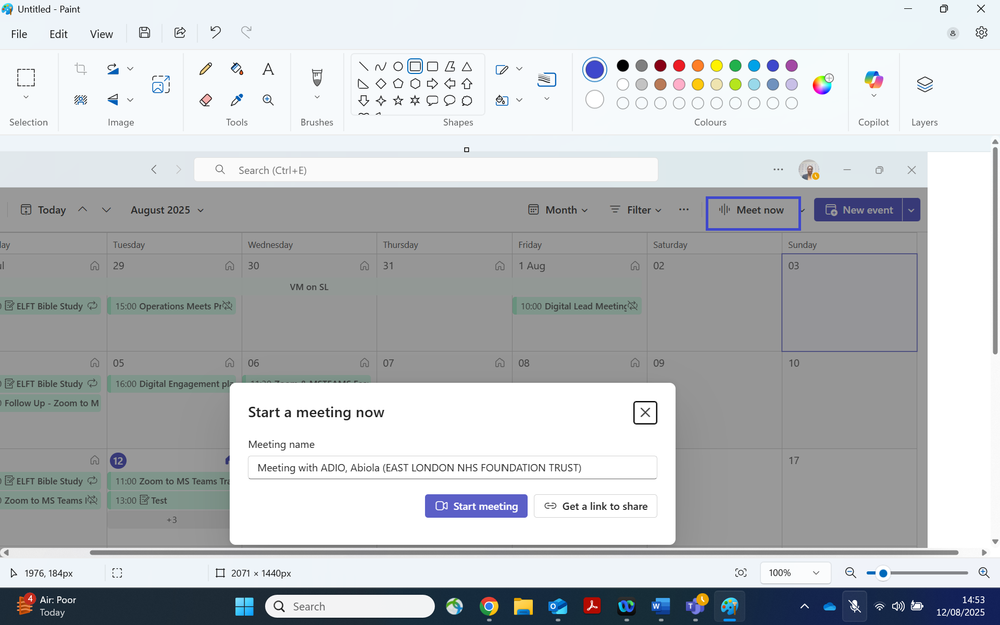 Untitled - Paint
File Edit View
Selection Image Tools Brushes Shapes Colours Copilot Layers
Search (Ctrl+E)
Today August 2025 Month Filter Meet now New event
Tuesday Wednesday Thursday Friday Saturday Sunday
29 30 31 1 Aug 02 03
VM on SL
ELFT Bible Study 15:00 Operations Meets Pr 10:00 Digital Lead Meeting
05 06 07 08 09 10
ELFT Bible Study 16:00 Digital Engagement pla
Follow Up - Zoom to M
Start a meeting now
Meeting name
12 17
Meeting with ADIO, Abiola (EAST LONDON NHS FOUNDATION TRUST)
ELFT Bible Study 11:00 Zoom to MS Teams Tra
Zoom to MS Teams 13:00 Test
Start meeting Get a link to share
+3
1976, 184px 2071 × 1440px 100%
4 Air: Poor
Today
Search
14:53
12/08/2025